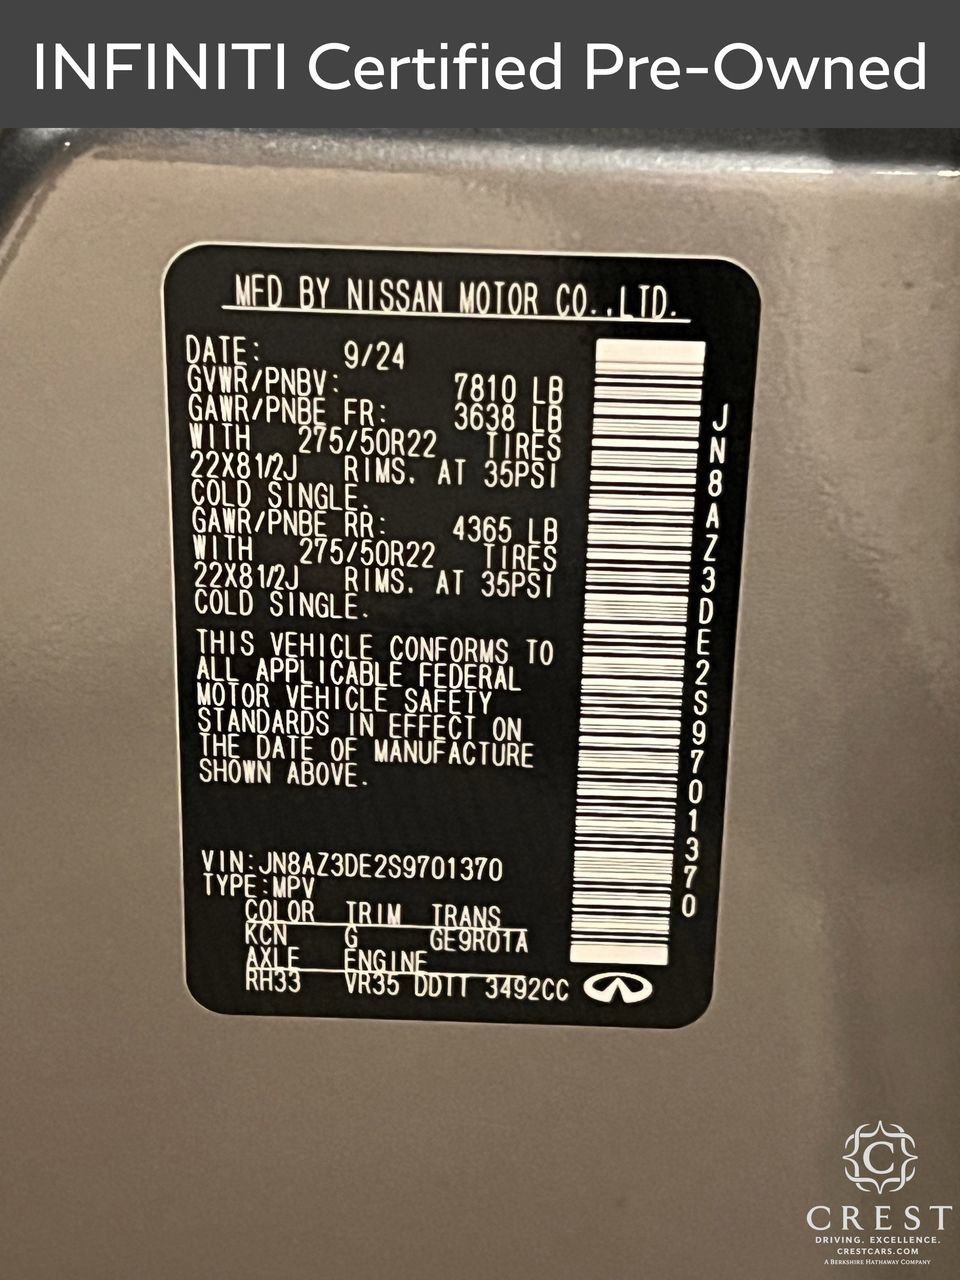 INFINITI Certified Pre-Owned
MFD BY NISSAN MOTOR CO.,LTD.
DATE: 9/24
GVWR/PNBV: 7810 LB
GAWR/PNBE FR: 3638 LB
WITH 275/50R22 TIRES
22X81/2J RIMS. AT 35PSI
COLD SINGLE.
GAWR/PNBE RR: 4365 LB
WITH 275/50R22 TIRES
22X81/2J RIMS. AT 35PSI
COLD SINGLE.
THIS VEHICLE CONFORMS TO
ALL APPLICABLE FEDERAL
MOTOR VEHICLE SAFETY
STANDARDS IN EFFECT ON
THE DATE OF MANUFACTURE
SHOWN ABOVE.
VIN:JN8AZ3DE2S9701370
TYPE:MPV
COLOR TRIM TRANS
KCN G GE9R01A
AXLE ENGINE
RH33 VR35 DDTT 3492CC
JN8AZ3DE2S9701370
C
CREST
DRIVING. EXCELLENCE.
CRESTCARS.COM
A BERKSHIRE HATHAWAY COMPANY